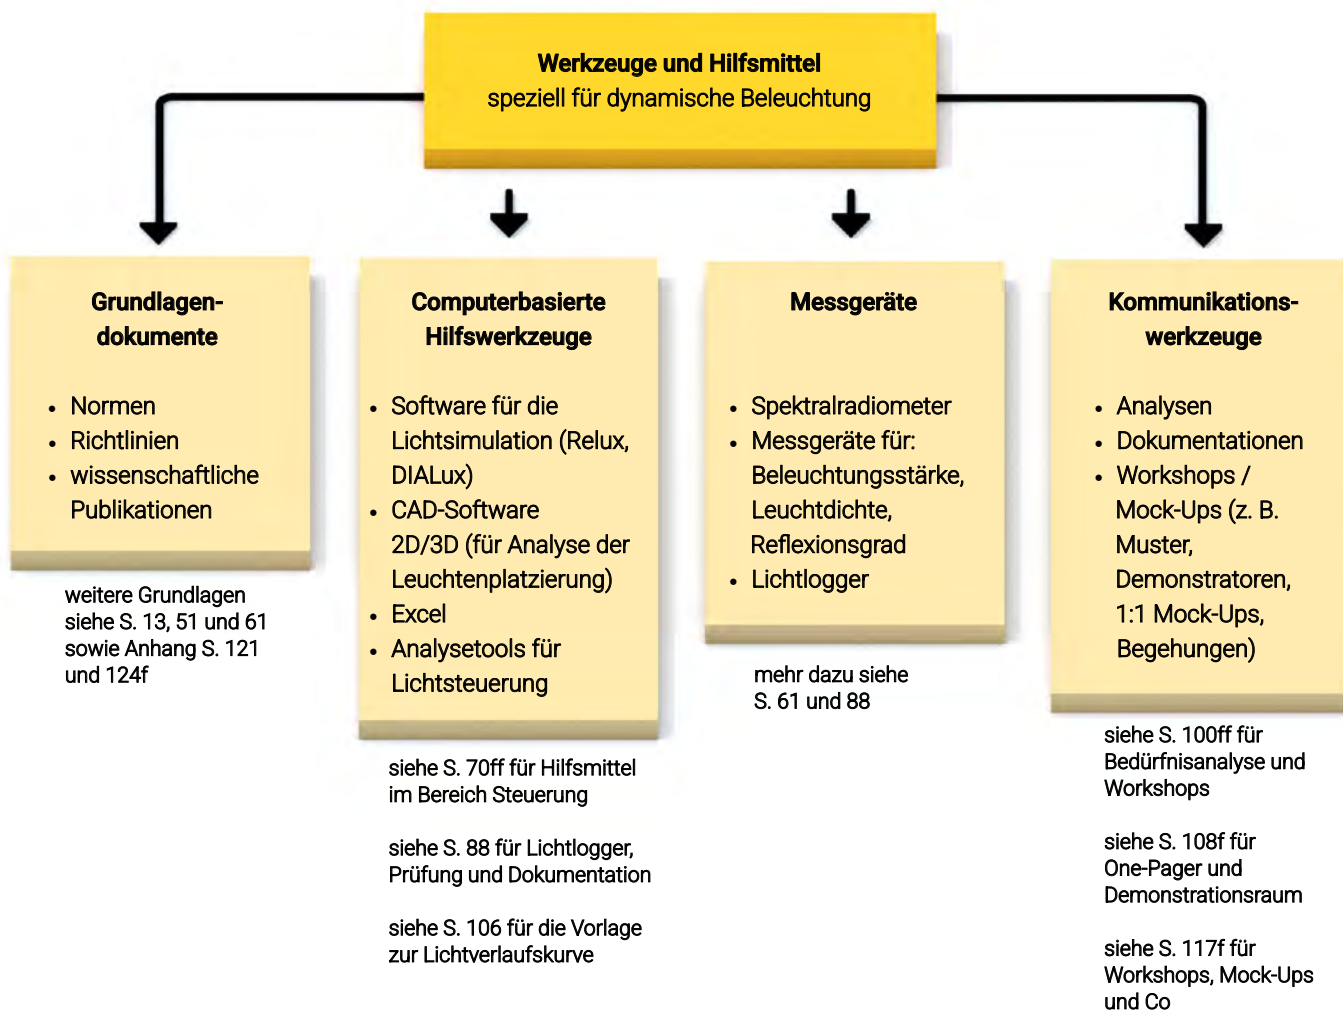 Werkzeuge und Hilfsmittel
speziell für dynamische Beleuchtung
Grundlagen-
dokumente
• Normen
• Richtlinien
• wissenschaftliche
Publikationen
weitere Grundlagen
siehe S. 13, 51 und 61
sowie Anhang S. 121
und 124f
Computerbasierte
Hilfswerkzeuge
• Software für die
Lichtsimulation (Relux,
DIALux)
• CAD-Software
2D/3D (für Analyse der
Leuchtenplatzierung)
• Excel
• Analysetools für
Lichtsteuerung
siehe S. 70ff für Hilfsmittel
im Bereich Steuerung
siehe S. 88 für Lichtlogger,
Prüfung und Dokumentation
siehe S. 106 für die Vorlage
zur Lichtverlaufskurve
Messgeräte
• Spektralradiometer
• Messgeräte für:
Beleuchtungsstärke,
Leuchtdichte,
Reflexionsgrad
• Lichtlogger
mehr dazu siehe
S. 61 und 88
Kommunikations-
werkzeuge
• Analysen
• Dokumentationen
• Workshops /
Mock-Ups (z. B.
Muster,
Demonstratoren,
1:1 Mock-Ups,
Begehungen)
siehe S. 100ff für
Bedürfnisanalyse und
Workshops
siehe S. 108f für
One-Pager und
Demonstrationsraum
siehe S. 117f für
Workshops, Mock-Ups
und Co